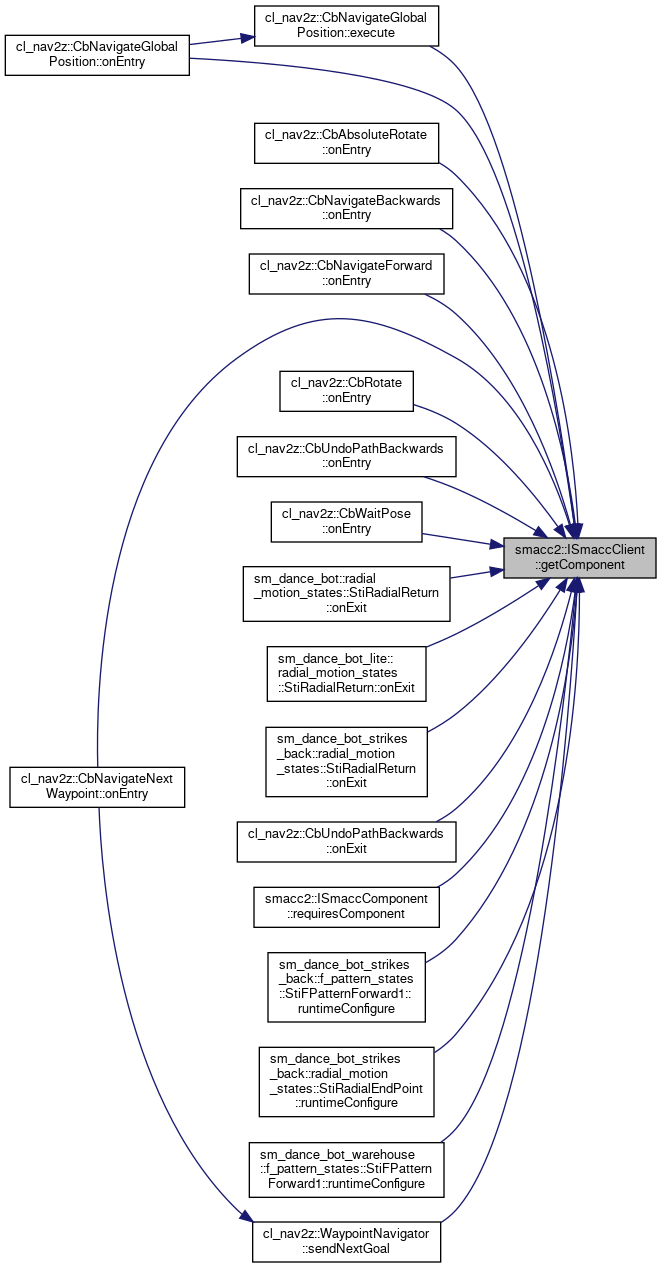 cl_nav2z::CbNavigateGlobal
Position::execute
cl_nav2z::CbNavigateGlobal
Position::onEntry
cl_nav2z::CbAbsoluteRotate
::onEntry
cl_nav2z::CbNavigateBackwards
::onEntry
cl_nav2z::CbNavigateForward
::onEntry
cl_nav2z::CbRotate
::onEntry
cl_nav2z::CbUndoPathBackwards
::onEntry
cl_nav2z::CbWaitPose
::onEntry
smacc2::ISmaccClient
::getComponent
sm_dance_bot::radial
_motion_states::StiRadialReturn
::onExit
sm_dance_bot_lite::
radial_motion_states
::StiRadialReturn::onExit
sm_dance_bot_strikes
_back::radial_motion
_states::StiRadialReturn
::onExit
cl_nav2z::CbNavigateNext
Waypoint::onEntry
cl_nav2z::CbUndoPathBackwards
::onExit
smacc2::ISmaccComponent
::requiresComponent
sm_dance_bot_strikes
_back::f_pattern_states
::StiFPatternForward1::
runtimeConfigure
sm_dance_bot_strikes
_back::radial_motion
_states::StiRadialEndPoint
::runtimeConfigure
sm_dance_bot_warehouse
::f_pattern_states::StiFPattern
Forward1::runtimeConfigure
cl_nav2z::WaypointNavigator
::sendNextGoal